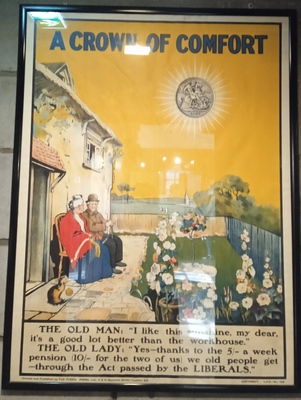 A CROWN OF COMFORT
THE OLD MAN: "I like this sunshine, my dear,
it's a good lot better than the workhouse."
THE OLD LADY: "Yes—thanks to the 5/- a week
pension (10/- for the two of us) we old people get
—through the Act passed by the LIBERALS."